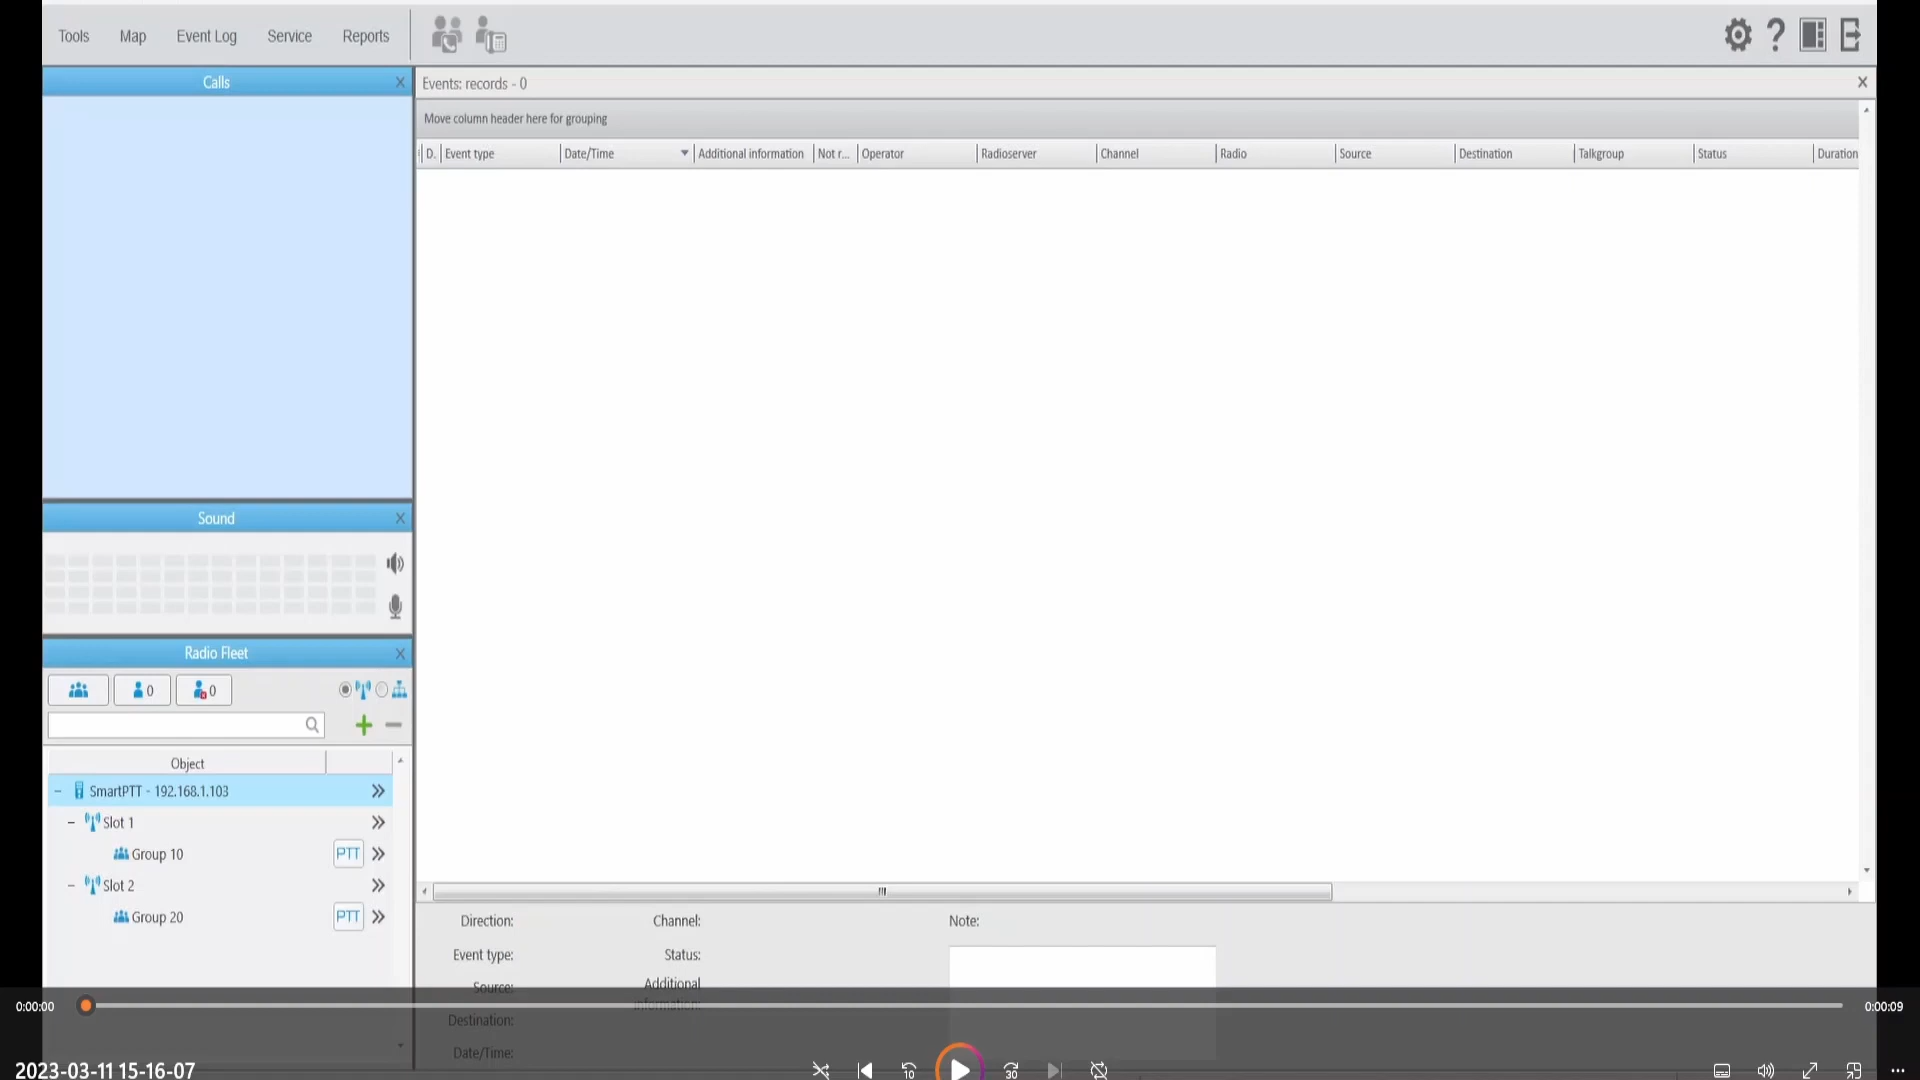 Tools Map Event Log Service Reports
Calls
Events: records - 0
Move column header here for grouping
D. Event type Date/Time Additional information Not r... Operator Radioserver Channel Radio Source Destination Talkgroup Status Duration
Sound
Radio Fleet
0 0
Object
SmartPTT - 192.168.1.103
Slot 1
Group 10 PTT
Slot 2
Group 20 PTT
Direction: Channel: Note:
Event type: Status:
Source: Additional information:
Destination:
Date/Time:
0:00:00 0:00:09
2023-03-11 15-16-07
10 30